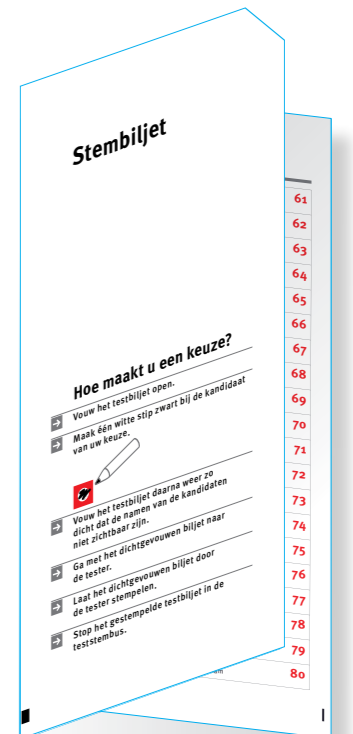 Stembiljet
Hoe maakt u een keuze?
Vouw het testbiljet open.
Maak één witte stip zwart bij de kandidaat
van uw keuze.
Vouw het testbiljet daarna weer zo
dicht dat de namen van de kandidaten
niet zichtbaar zijn.
Ga met het dichtgevouwen biljet naar
de tester.
Laat het dichtgevouwen biljet door
de tester stempelen.
Stop het gestempelde testbiljet in de
teststembus.
61
62
63
64
65
66
67
68
69
70
71
72
73
74
75
76
77
78
79
80